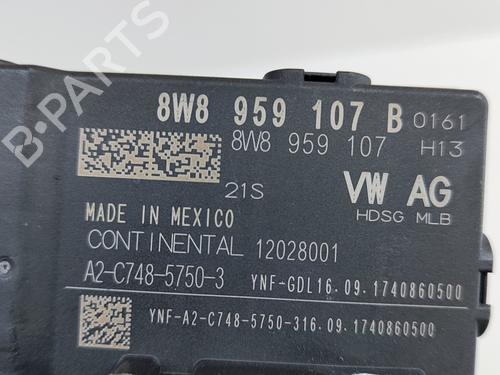 8W8 959 107 B 0161
8W8 959 107 H13
21S VW AG
HDSG MLB
MADE IN MEXICO
CONTINENTAL 12028001
A2-C748-5750-3 YNF-GDL16.09.1740860500
YNF-A2-C748-5750-316.09.1740860500
B-PARTS